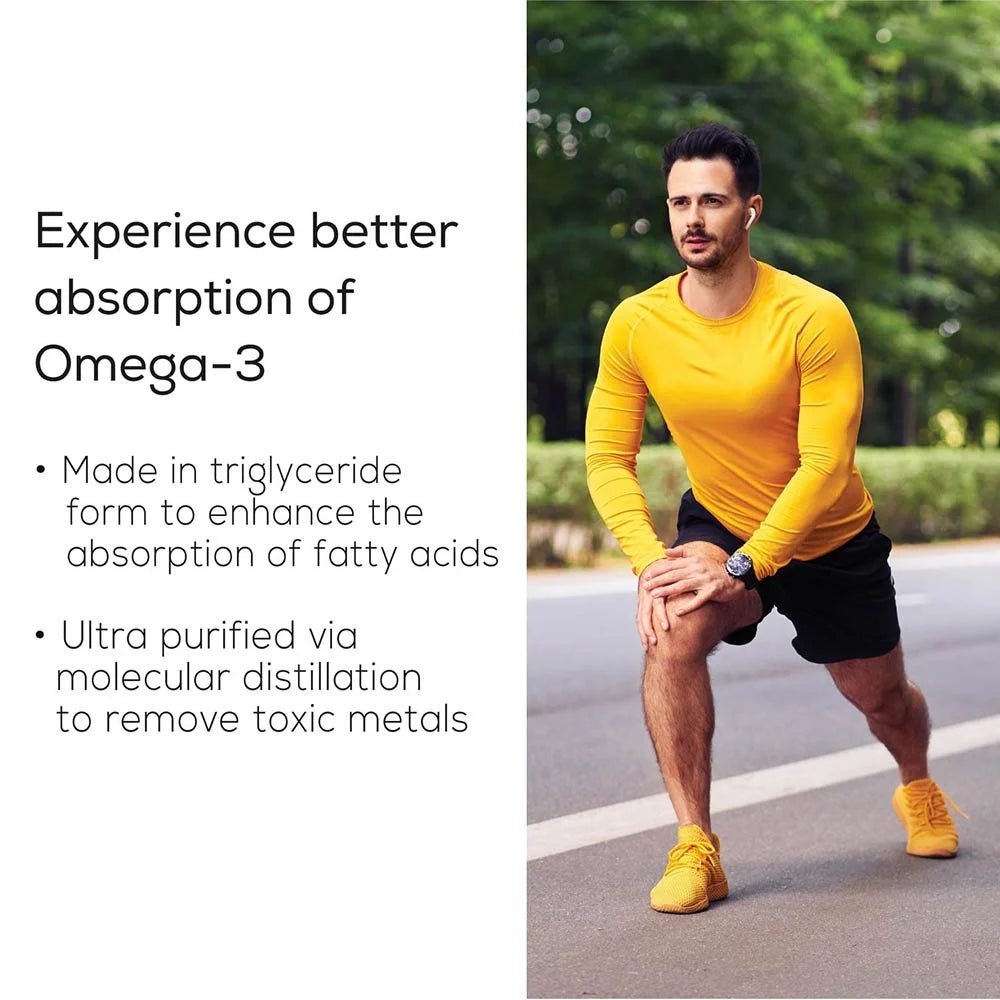 Experience better
absorption of
Omega-3
• Made in triglyceride
form to enhance the
absorption of fatty acids
• Ultra purified via
molecular distillation
to remove toxic metals